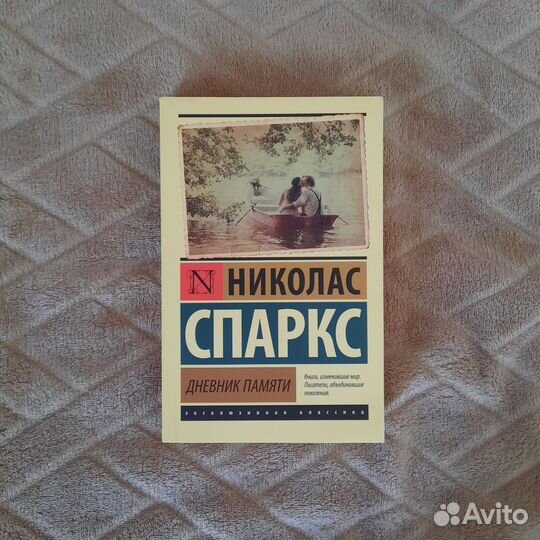 N НИКОЛАС
СПАРКС
ДНЕВНИК ПАМЯТИ
Книги, изменившие мир.
Писатели, объединившие
поколения.
ЭКСКЛЮЗИВНАЯ КЛАССИКА
Avito